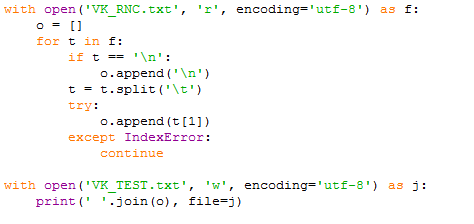 with open('VK_RNC.txt', 'r', encoding='utf-8') as f:
    o = []
    for t in f:
        if t == '\n':
            o.append('\n')
        t = t.split('\t')
        try:
            o.append(t[1])
        except IndexError:
            continue

with open('VK_TEST.txt', 'w', encoding='utf-8') as j:
    print(' '.join(o), file=j)